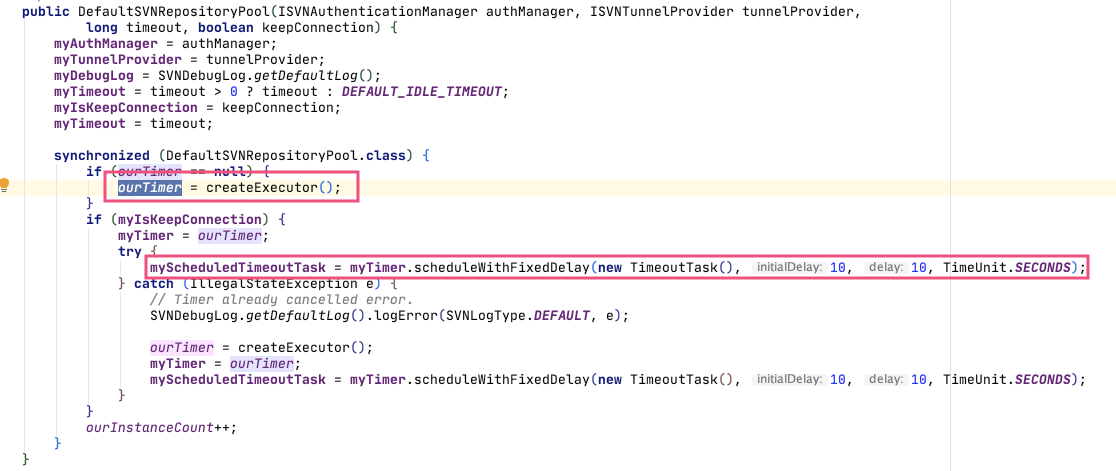 public DefaultSVNRepositoryPool(ISVNAuthenticationManager authManager, ISVNTunnelProvider tunnelProvider,
        long timeout, boolean keepConnection) {
    myAuthManager = authManager;
    myTunnelProvider = tunnelProvider;
    myDebugLog = SVNDebugLog.getDefaultLog();
    myTimeout = timeout > 0 ? timeout : DEFAULT_IDLE_TIMEOUT;
    myIsKeepConnection = keepConnection;
    myTimeout = timeout;

    synchronized (DefaultSVNRepositoryPool.class) {
        if (ourTimer == null) {
            ourTimer = createExecutor();
        }
        if (myIsKeepConnection) {
            myTimer = ourTimer;
            try {
                myScheduledTimeoutTask = myTimer.scheduleWithFixedDelay(new TimeoutTask(), initialDelay: 10, delay: 10, TimeUnit.SECONDS);
            } catch (IllegalStateException e) {
                // Timer already cancelled error.
                SVNDebugLog.getDefaultLog().logError(SVNLogType.DEFAULT, e);

                ourTimer = createExecutor();
                myTimer = ourTimer;
                myScheduledTimeoutTask = myTimer.scheduleWithFixedDelay(new TimeoutTask(), initialDelay: 10, delay: 10, TimeUnit.SECONDS);
            }
        }
        ourInstanceCount++;
    }
}